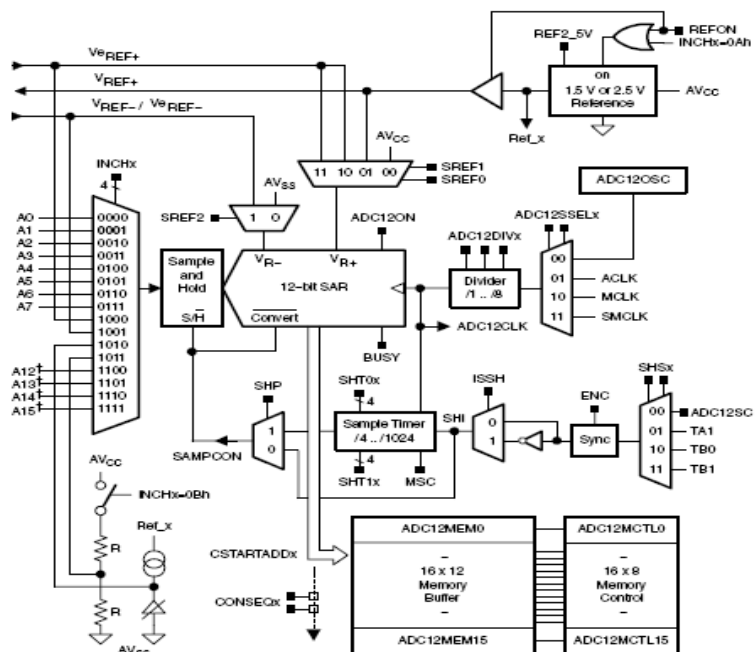 VeREF+
VREF+
VREF- / VeREF-
REF2_5V
REFON
INCHx=0Ah
on
1.5 V or 2.5 V
Reference
AVCC
Ref_x
INCHx
4
AVCC
11 10 01 00
SREF1
SREF0
AVSS
SREF2
1 0
ADC12OSC
ADC12SSELx
ADC12ON
ADC12DIVx
A0 0000
A1 0001
A2 0010
A3 0011
A4 0100
A5 0101
A6 0110
A7 0111
1000
1001
1010
1011
A12† 1100
A13† 1101
A14† 1110
A15† 1111
Sample
and
Hold
S/H
VR-
VR+
12-bit SAR
Convert
Divider
/1 .. /8
00
01
10
11
ACLK
MCLK
SMCLK
ADC12CLK
BUSY
SHP
SHT0x
4
ISSH
ENC
SHSx
1
0
Sample Timer
/4 .. /1024
SHI
0
1
Sync
00
01
10
11
ADC12SC
TA1
TB0
TB1
SAMPCON
4
SHT1x
MSC
AVCC
INCHx=0Bh
Ref_x
R
R
CSTARTADDx
CONSEQx
ADC12MEM0
–
16 x 12
Memory
Buffer
–
ADC12MEM15
ADC12MCTL0
–
16 x 8
Memory
Control
–
ADC12MCTL15